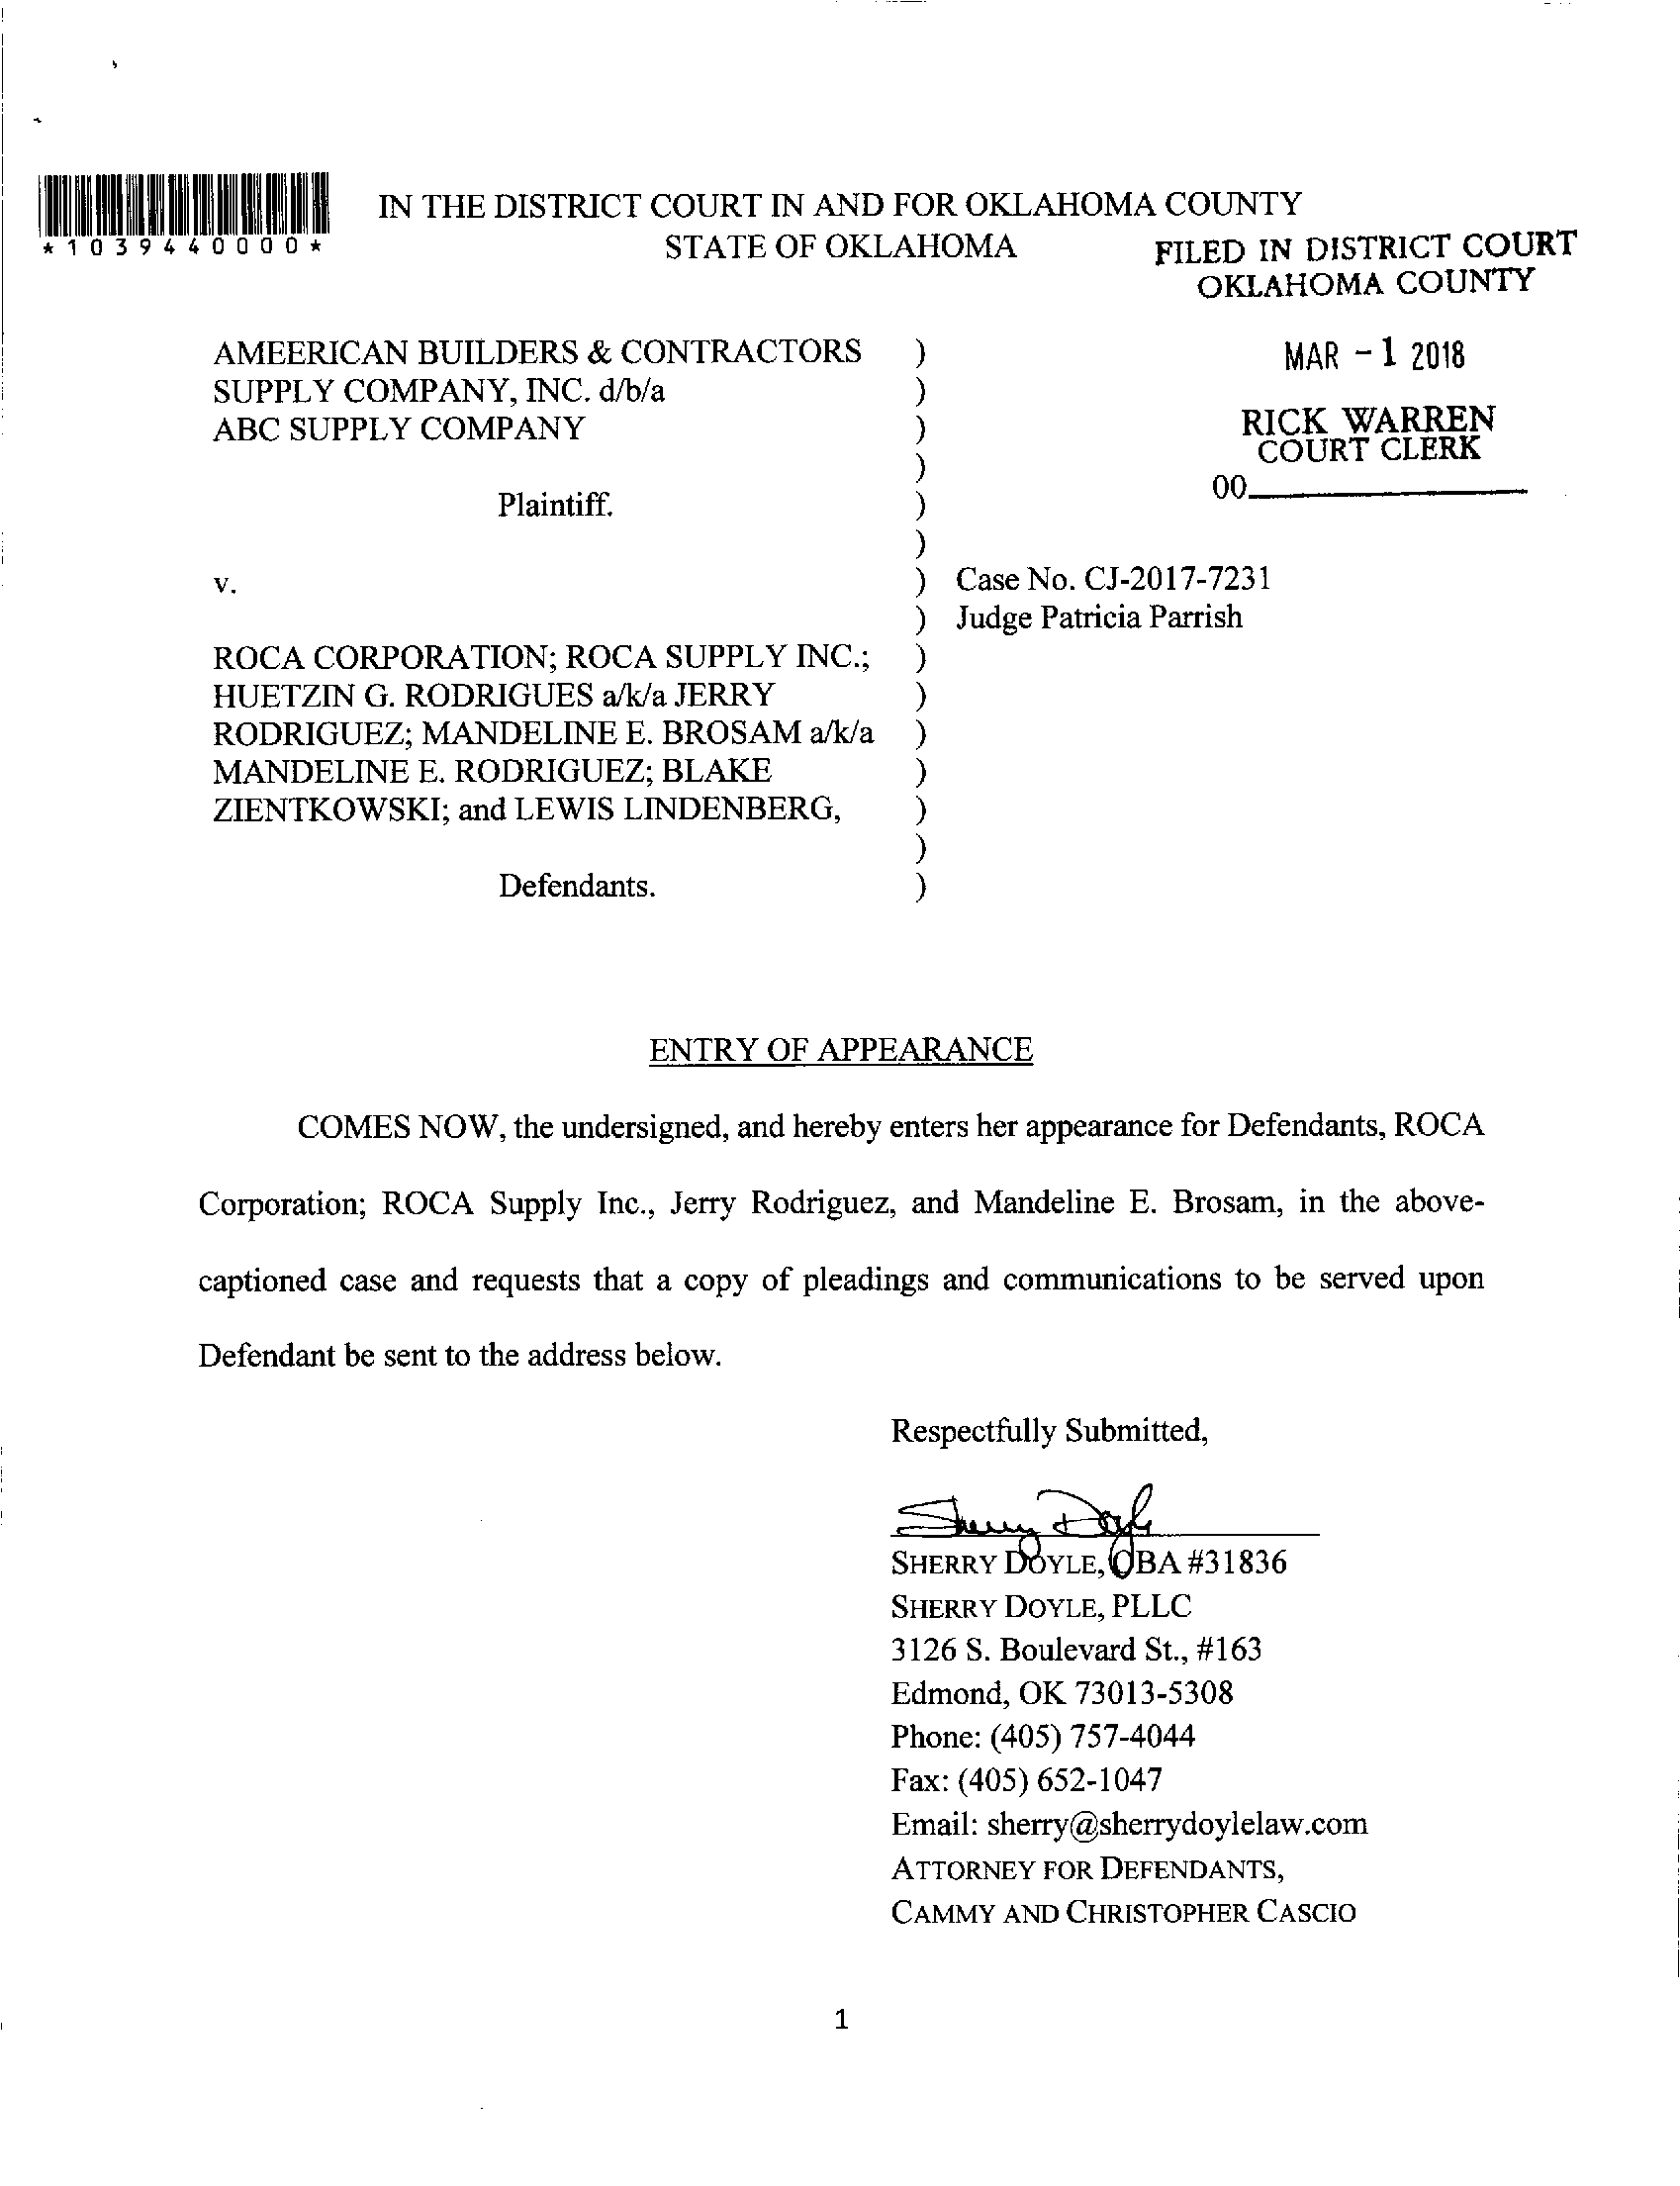 IN THE DISTRICT COURT IN AND FOR OKLAHOMA COUNTY
*1039440000*
STATE OF OKLAHOMA
FILED IN DISTRICT COURT
OKLAHOMA COUNTY
AMEERICAN BUILDERS & CONTRACTORS )
SUPPLY COMPANY, INC. d/b/a )
ABC SUPPLY COMPANY )
)
Plaintiff. )
)
MAR - 1 2018
RICK WARREN
COURT CLERK
00
v. ) Case No. CJ-2017-7231
) Judge Patricia Parrish
ROCA CORPORATION; ROCA SUPPLY INC.; )
HUETZIN G. RODRIGUES a/k/a JERRY )
RODRIGUEZ; MANDELINE E. BROSAM a/k/a )
MANDELINE E. RODRIGUEZ; BLAKE )
ZIENTKOWSKI; and LEWIS LINDENBERG, )
)
Defendants. )
ENTRY OF APPEARANCE
COMES NOW, the undersigned, and hereby enters her appearance for Defendants, ROCA
Corporation; ROCA Supply Inc., Jerry Rodriguez, and Mandeline E. Brosam, in the above-
captioned case and requests that a copy of pleadings and communications to be served upon
Defendant be sent to the address below.
Respectfully Submitted,
Sherry Doyle
SHERRY DOYLE, OBA #31836
SHERRY DOYLE, PLLC
3126 S. Boulevard St., #163
Edmond, OK 73013-5308
Phone: (405) 757-4044
Fax: (405) 652-1047
Email: sherry@sherrydoylelaw.com
ATTORNEY FOR DEFENDANTS,
CAMMY AND CHRISTOPHER CASCIO
1